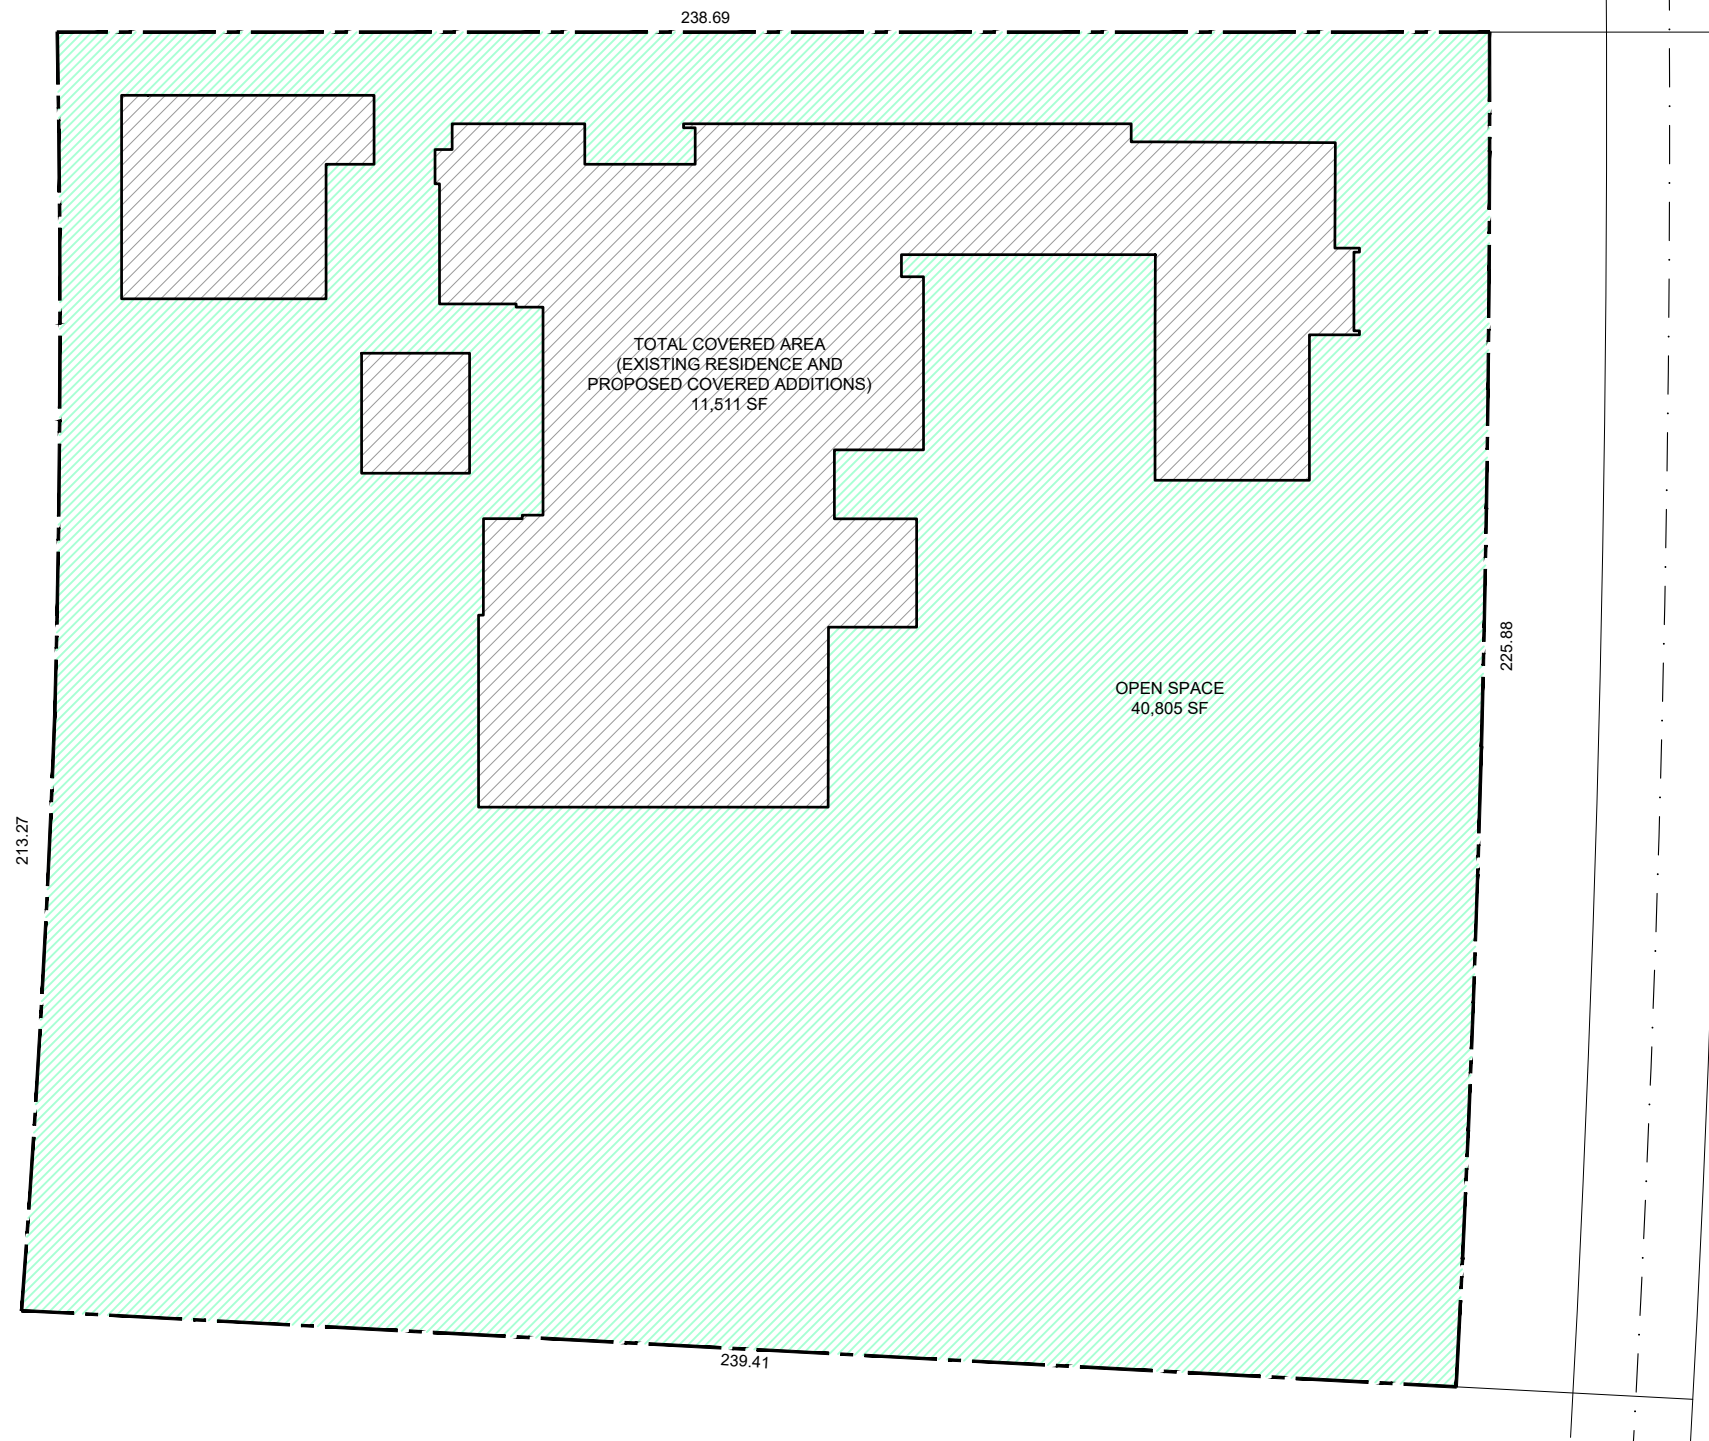 238.69
TOTAL COVERED AREA
(EXISTING RESIDENCE AND
PROPOSED COVERED ADDITIONS)
11,511 SF
225.88
OPEN SPACE
40,805 SF
213.27
239.41